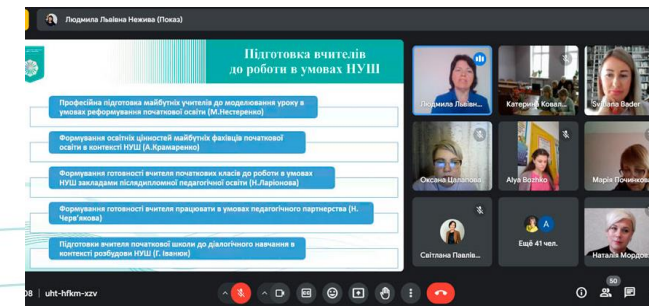 Людмила Львівна Нежива (Показ)
Підготовка вчителів
до роботи в умовах НУШ
Професійна підготовка майбутніх учителів до моделювання уроку в
умовах реформування початкової освіти (М.Нестеренко)
Формування освітніх цінностей майбутніх фахівців початкової
освіти в контексті НУШ (А.Крамаренко)
Формування готовності вчителя початкових класів до роботи в умовах
НУШ закладами післядипломної педагогічної освіти (Н.Ларіонова)
Формування готовності вчителя працювати в умовах педагогічного партнерства (Н.
Черв'якова)
Підготовки вчителя початкової школи до діалогічного навчання в
контексті розбудови НУШ (Г. Іванюк)
Людмила Львівн...
Катерина Ковал...
Svitlana Bader
Оксана Цалапова
Alya Bozhko
Марія Починкова
Світлана Павлів...
А
Ещё 41 чел.
Наталія Мордов
08 | uht-hfkm-xzv
50